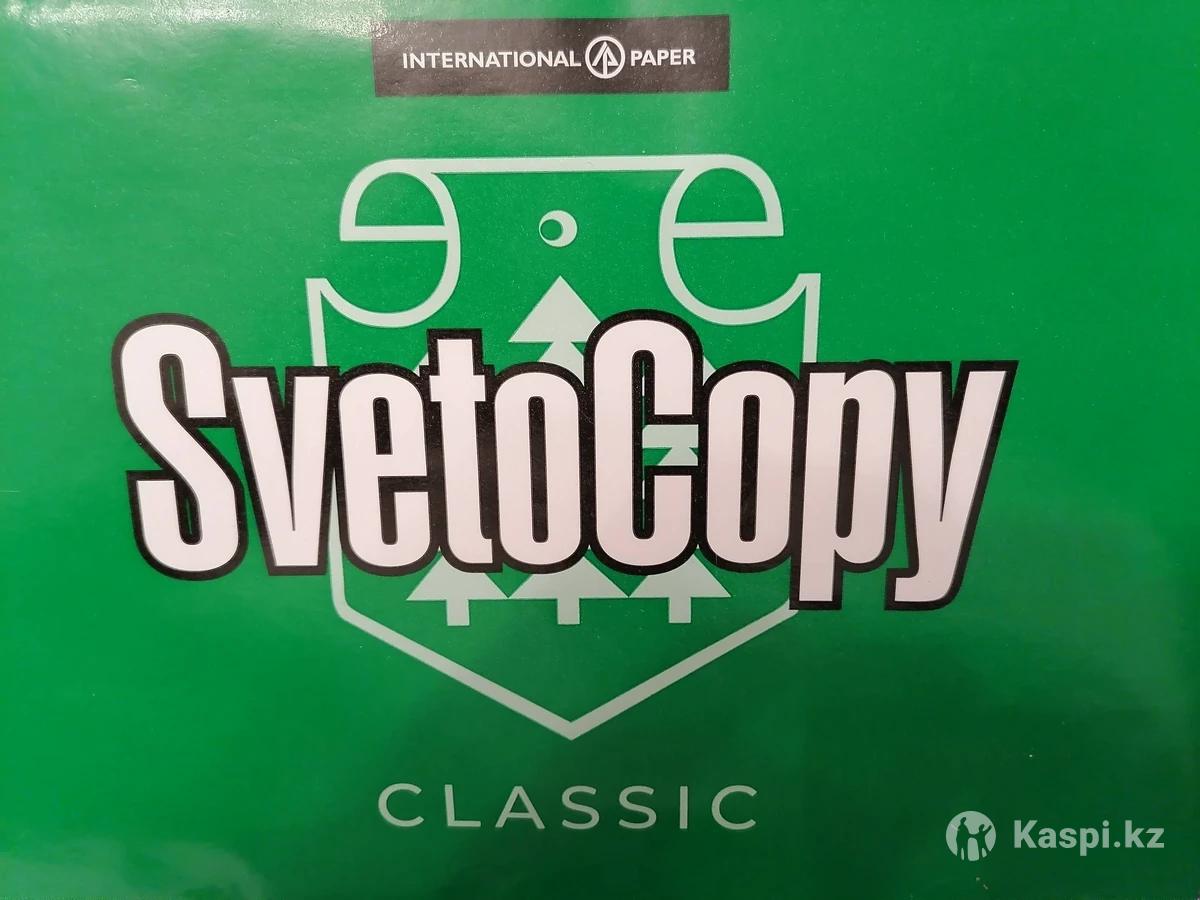 INTERNATIONAL PAPER
SvetoCopy
CLASSIC
Kaspi.kz